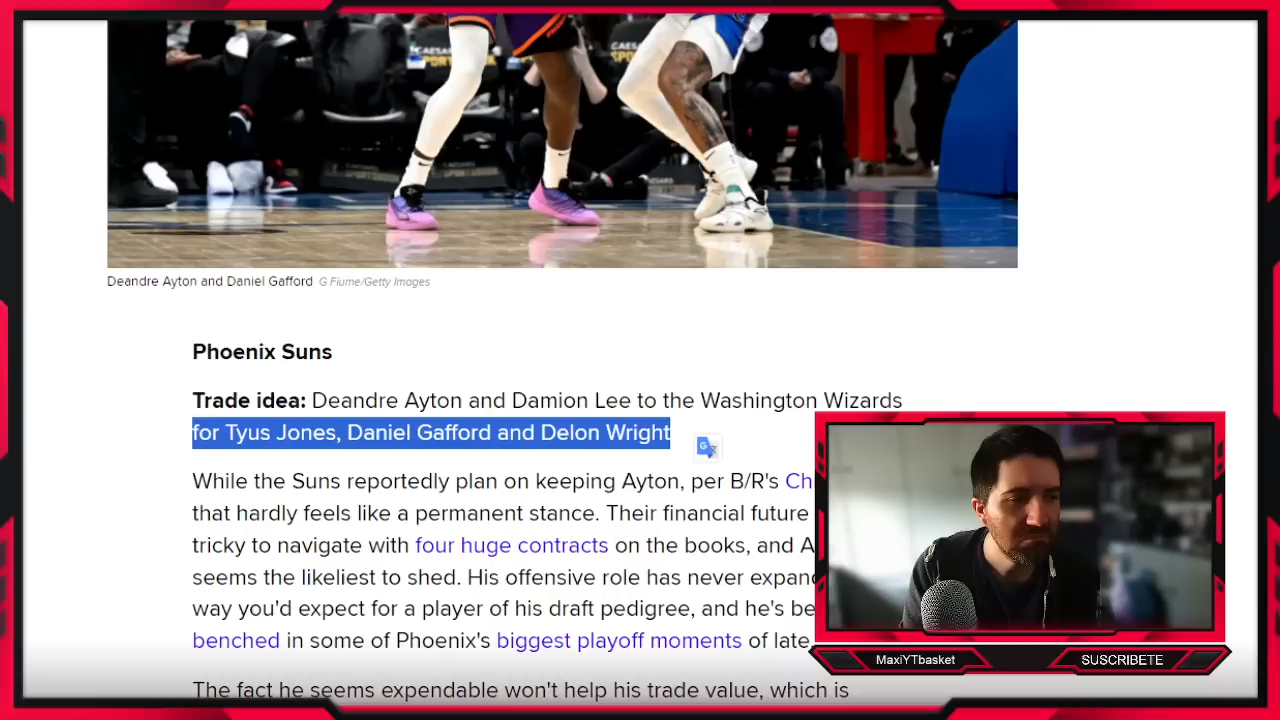 CAESARS
SPORTSBOOK
Deandre Ayton and Daniel Gafford G Fiume/Getty Images
Phoenix Suns
Trade idea: Deandre Ayton and Damion Lee to the Washington Wizards
for Tyus Jones, Daniel Gafford and Delon Wright
While the Suns reportedly plan on keeping Ayton, per B/R's Ch
that hardly feels like a permanent stance. Their financial future
tricky to navigate with four huge contracts on the books, and A
seems the likeliest to shed. His offensive role has never expan
way you'd expect for a player of his draft pedigree, and he's be
benched in some of Phoenix's biggest playoff moments of late.
The fact he seems expendable won't help his trade value, which is
MaxiYTbasket
SUSCRIBETE